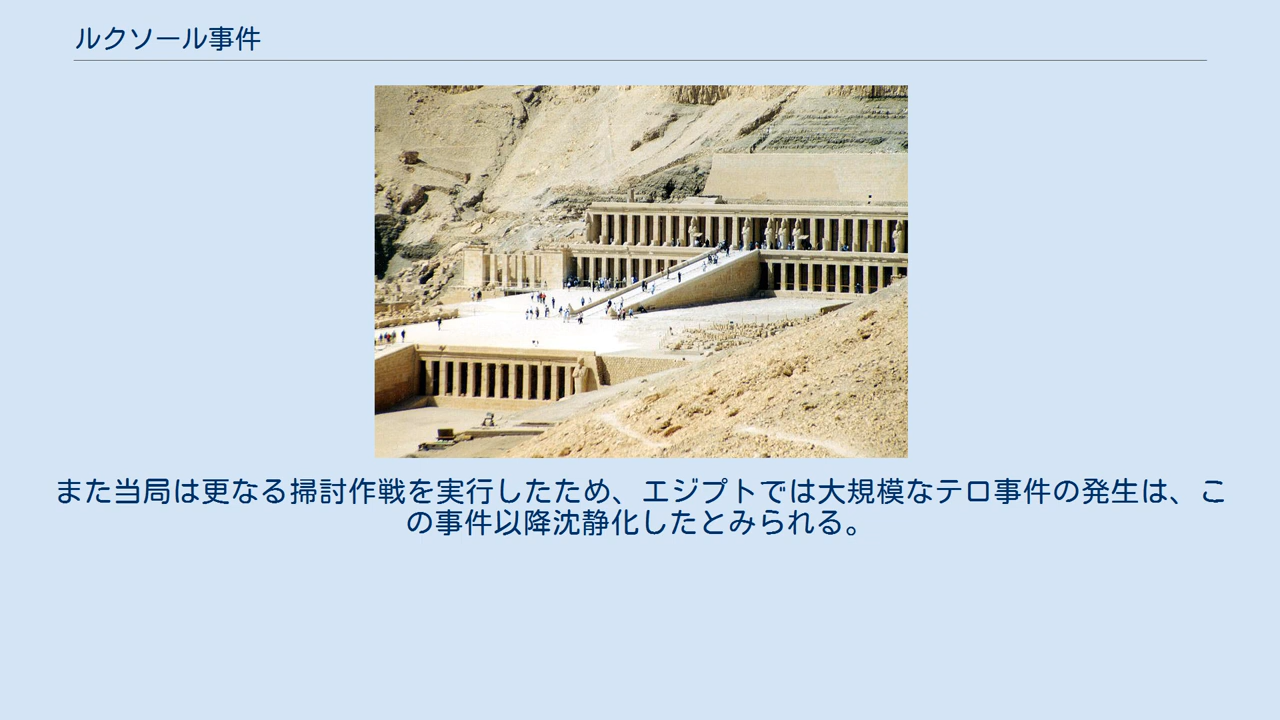 ルクソール事件
また当局は更なる掃討作戦を実行したため、エジプトでは大規模なテロ事件の発生は、こ
の事件以降沈静化したとみられる。